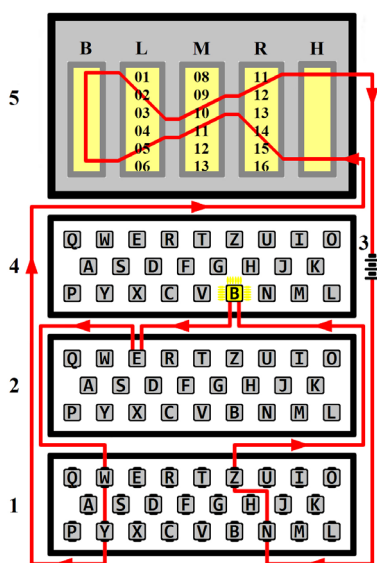 B L M R H
5
01 08 11
02 09 12
03 10 13
04 11 14
05 12 15
06 13 16
3
4
Q W E R T Z U I O
A S D F G H J K
P Y X C V B N M L
2
Q W E R T Z U I O
A S D F G H J K
P Y X C V B N M L
1
Q W E R T Z U I O
A S D F G H J K
P Y X C V B N M L